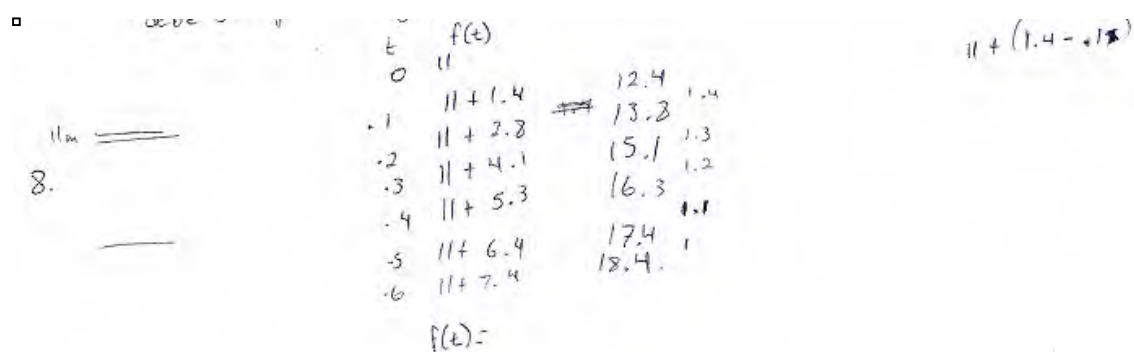 t f(t)
11 + (1.4 - .1
0 11
.1 11 + 1.4 12.4
.2 11 + 2.8 13.8 1.4
.3 11 + 4.1 15.1 1.3
.4 11 + 5.3 16.3 1.2
.5 11 + 6.4 17.4 1.1
.6 11 + 7.4 18.4. 1
11m
8.
f(t)=